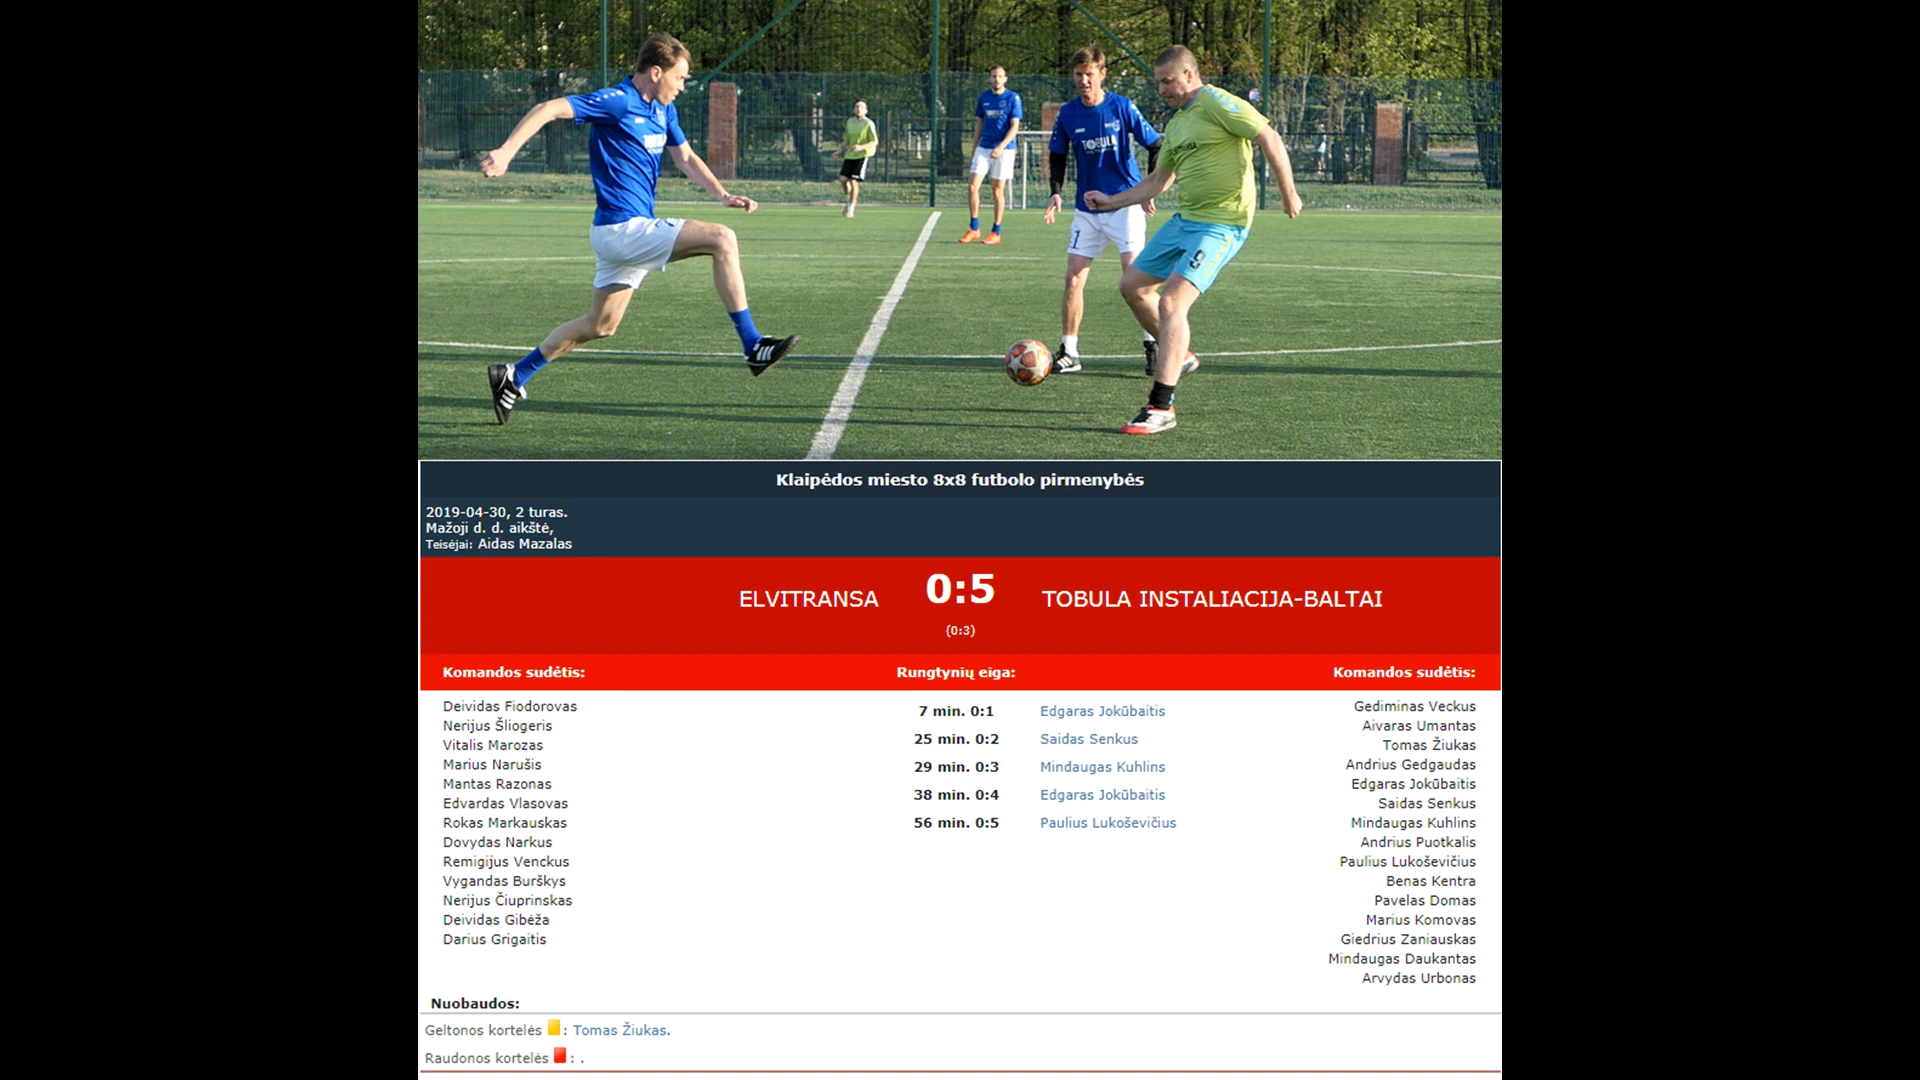 TOBULA
1
9
Klaipėdos miesto 8x8 futbolo pirmenybės
2019-04-30, 2 turas.
Mažoji d. d. aikštė,
Teisėjai: Aidas Mazalas
ELVITRANSA 0:5 TOBULA INSTALIACIJA-BALTAI
(0:3)
Komandos sudėtis: Rungtynių eiga: Komandos sudėtis:
Deividas Fiodorovas
Nerijus Šliogeris
Vitalis Marozas
Marius Narušis
Mantas Razonas
Edvardas Vlasovas
Rokas Markauskas
Dovydas Narkus
Remigijus Venckus
Vygandas Burškys
Nerijus Čiuprinskas
Deividas Gibėža
Darius Grigaitis
7 min. 0:1 Edgaras Jokūbaitis
25 min. 0:2 Saidas Senkus
29 min. 0:3 Mindaugas Kuhlins
38 min. 0:4 Edgaras Jokūbaitis
56 min. 0:5 Paulius Lukoševičius
Gediminas Veckus
Aivaras Umantas
Tomas Žiukas
Andrius Gedgaudas
Edgaras Jokūbaitis
Saidas Senkus
Mindaugas Kuhlins
Andrius Puotkalis
Paulius Lukoševičius
Benas Kentra
Pavelas Domas
Marius Komovas
Giedrius Zaniauskas
Mindaugas Daukantas
Arvydas Urbonas
Nuobaudos:
Geltonos kortelės : Tomas Žiukas.
Raudonos kortelės : .